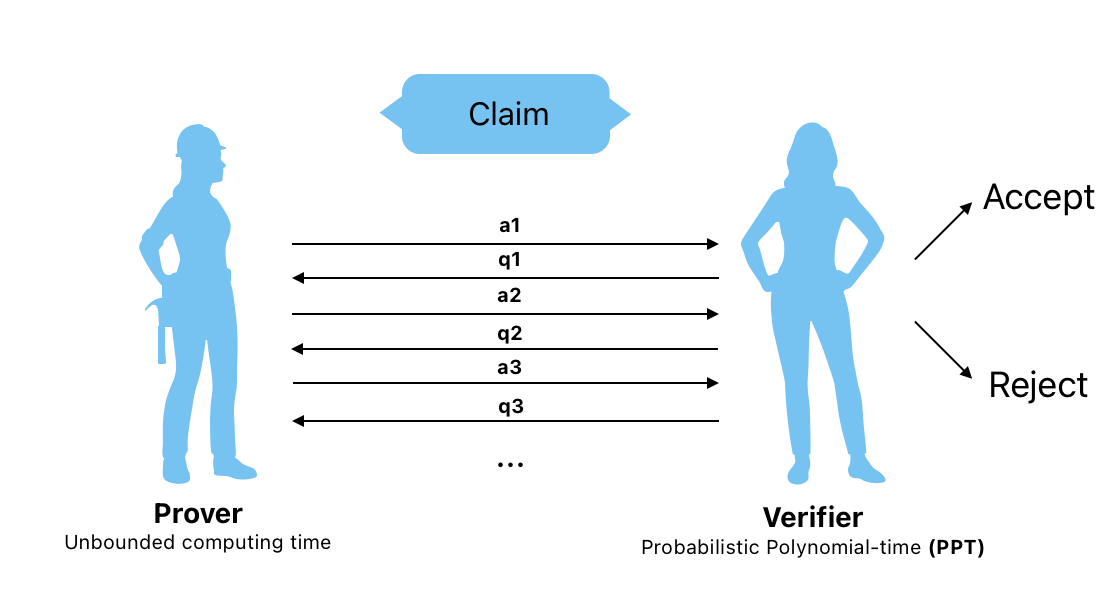 Claim
a1
q1
a2
q2
a3
q3
...
Accept
Reject
Prover
Unbounded computing time
Verifier
Probabilistic Polynomial-time (PPT)